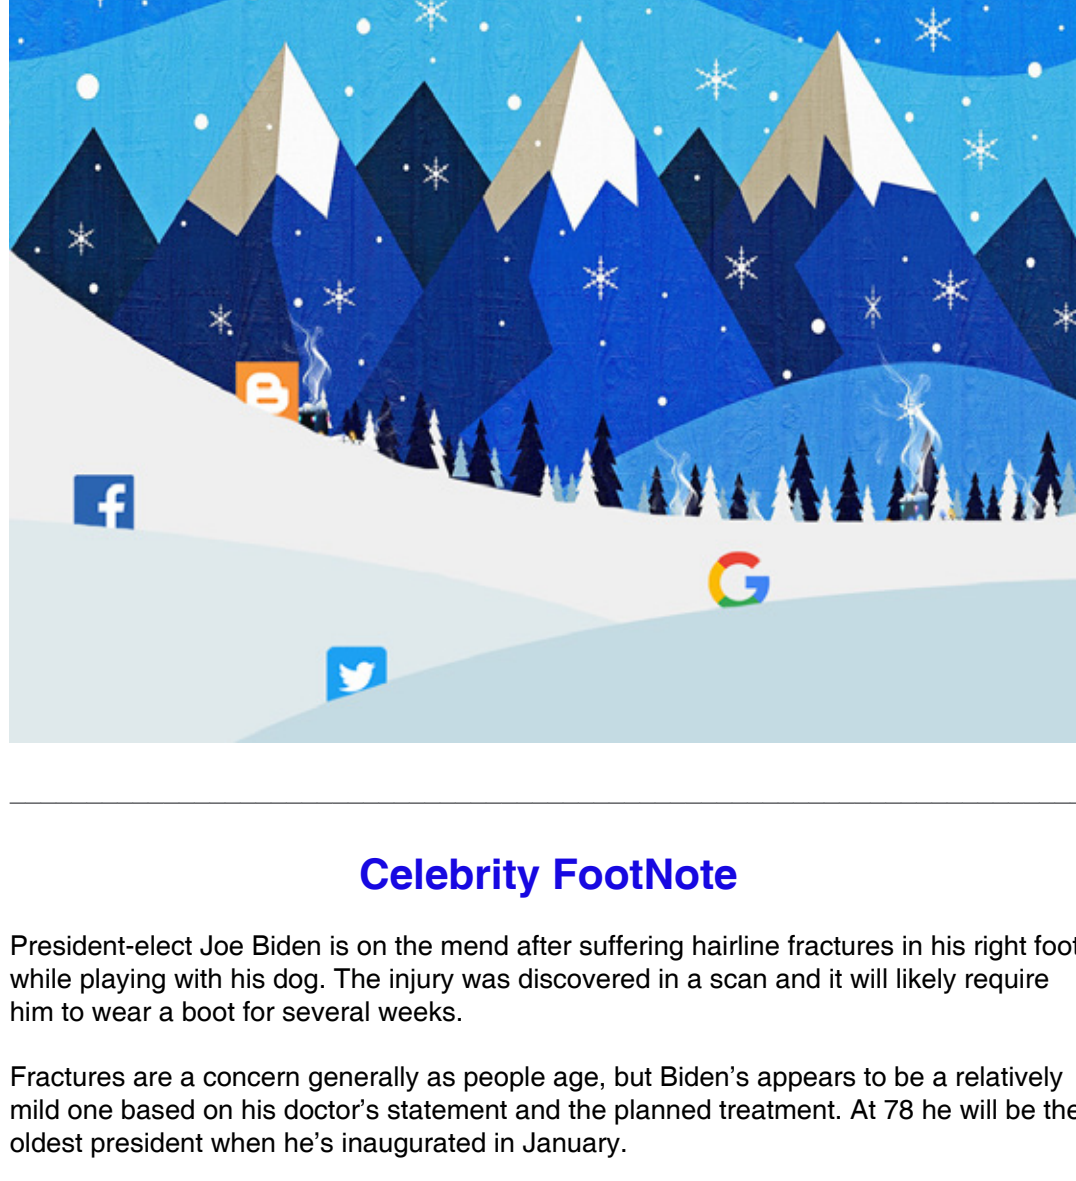 Celebrity FootNote
President-elect Joe Biden is on the mend after suffering hairline fractures in his right foot
while playing with his dog. The injury was discovered in a scan and it will likely require
him to wear a boot for several weeks.
Fractures are a concern generally as people age, but Biden’s appears to be a relatively
mild one based on his doctor’s statement and the planned treatment. At 78 he will be the
oldest president when he’s inaugurated in January.